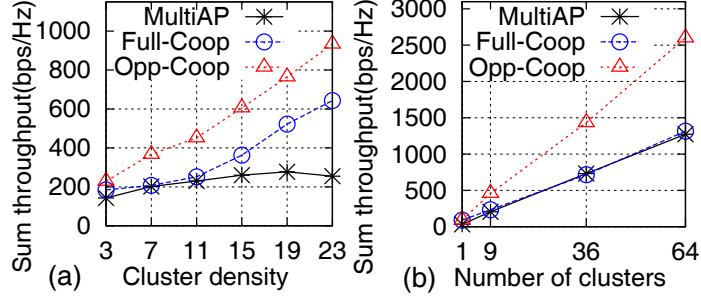 Sum throughput(bps/Hz)
1000
800
600
400
200
0
MultiAP
Full-Coop
Opp-Coop
3 7 11 15 19 23
(a) Cluster density
Sum throughput(bps/Hz)
3000
2500
2000
1500
1000
500
0
MultiAP
Full-Coop
Opp-Coop
1 9 36 64
(b) Number of clusters